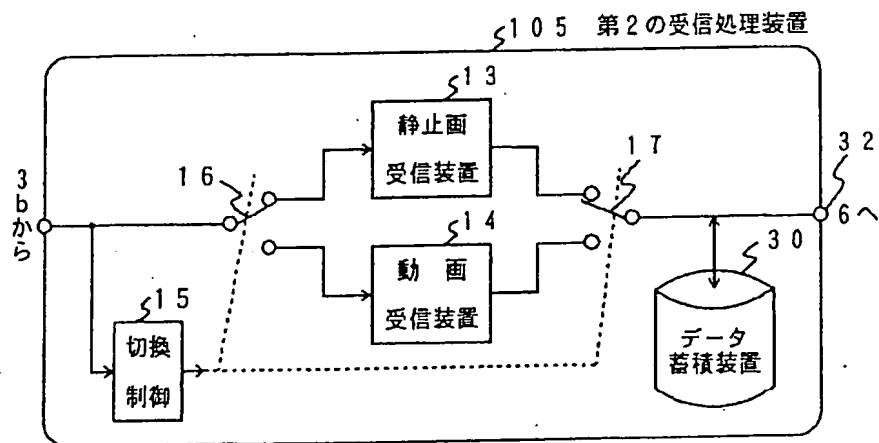 105 第2の受信処理装置
13
静止画
受信装置
16
17
32
3bから
6へ
14
動 画
受信装置
30
データ
蓄積装置
15
切換
制御